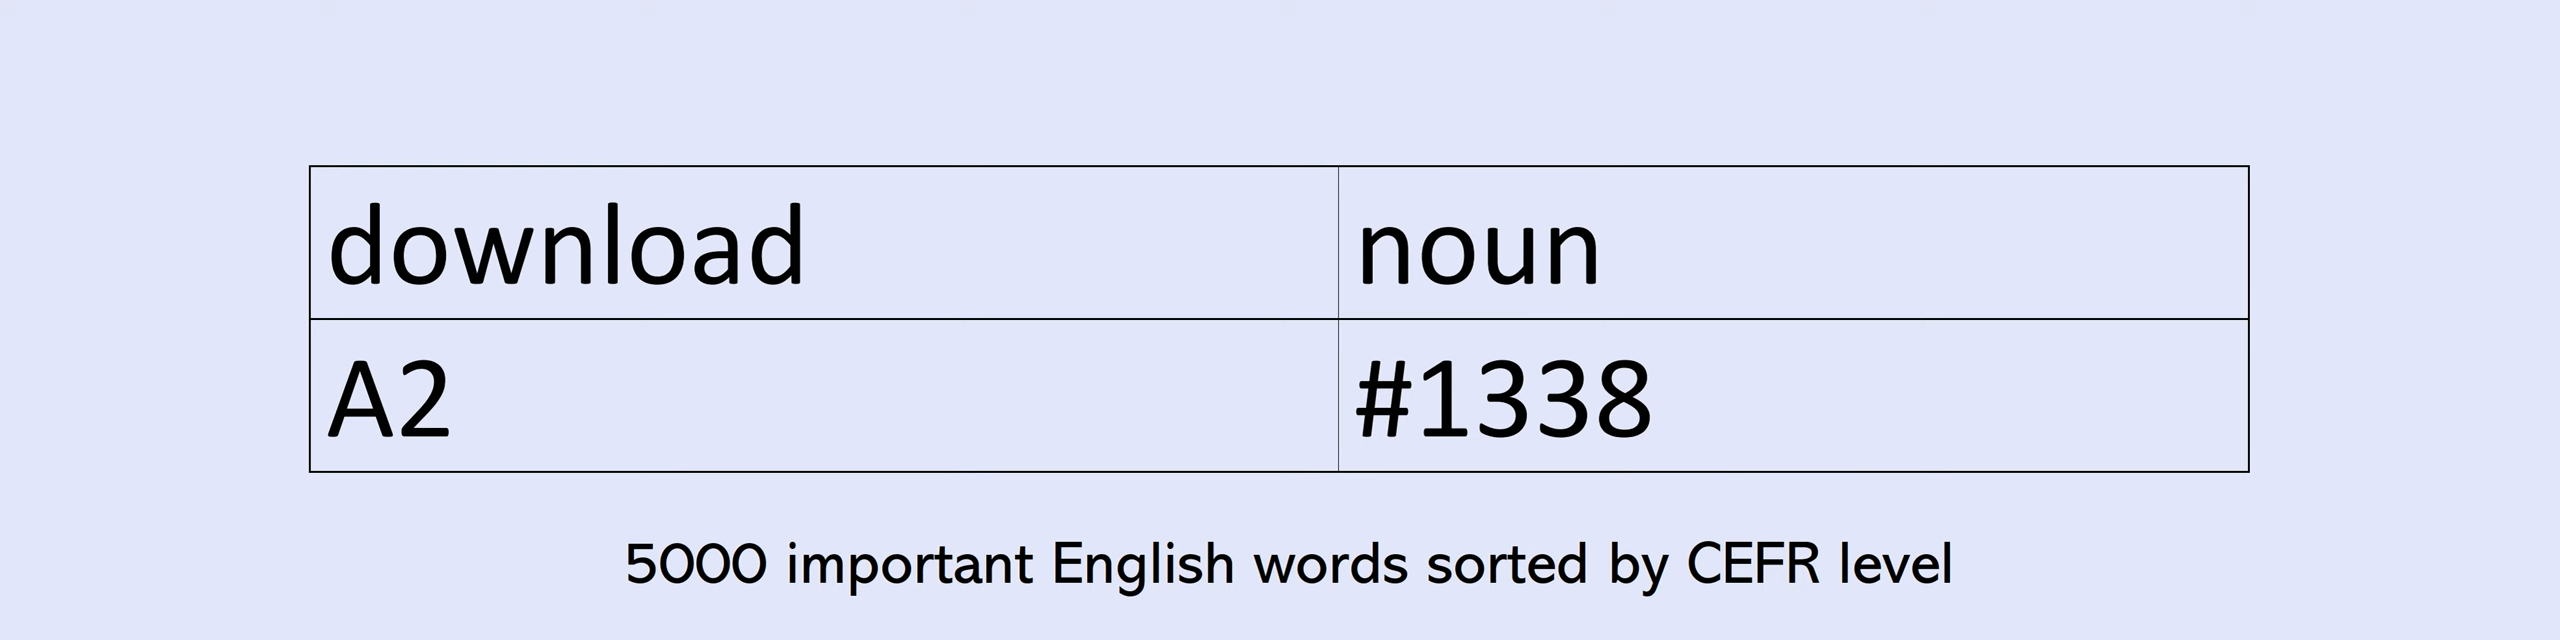 download noun
A2 #1338
5000 important English words sorted by CEFR level